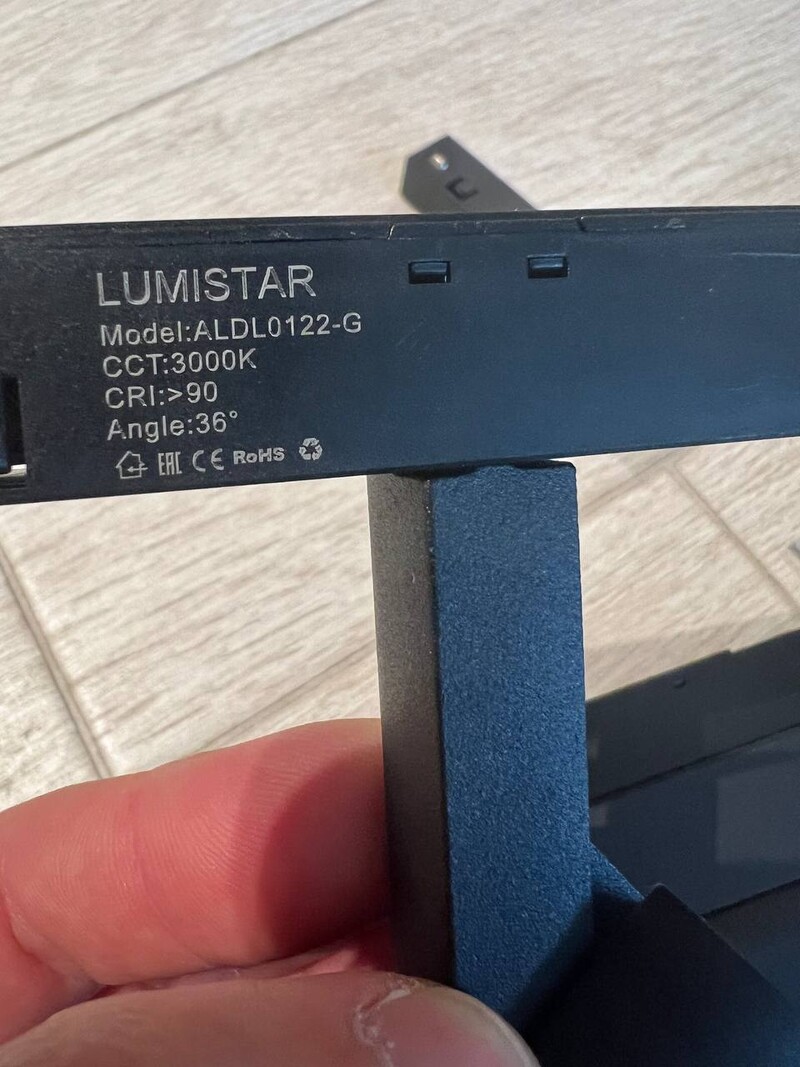 LUMISTAR
Model:ALDL0122-G
CCT:3000K
CRI:>90
Angle:36°
EAC CE RoHS